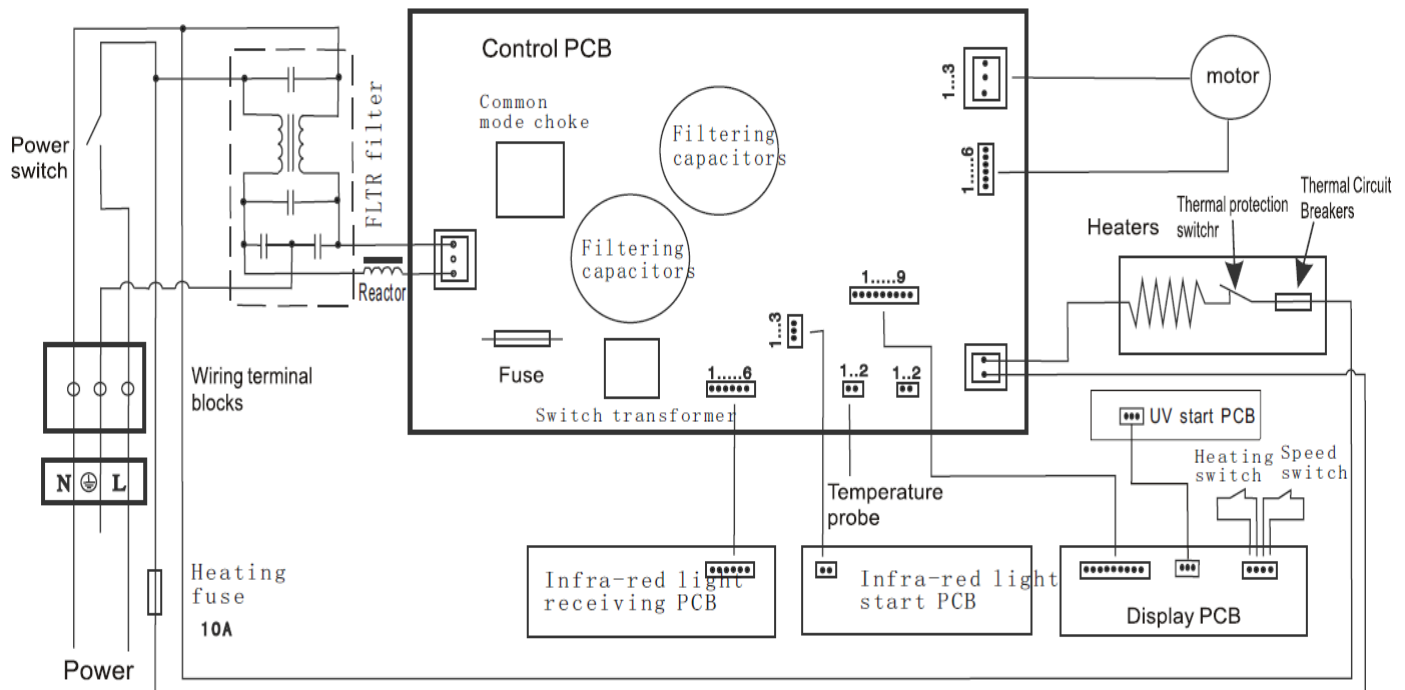 Control PCB
Common
mode choke
Filtering
capacitors
Filtering
capacitors
FLTR filter
Power
switch
Reactor
Fuse
Switch transformer
1...3
motor
1....6
Thermal Circuit
Breakers
Thermal protection
switchr
Heaters
1.....9
1...3
1.....6
1..2
1..2
Wiring terminal
blocks
N L
UV start PCB
Heating
switch
Speed
switch
Temperature
probe
Infra-red light
receiving PCB
Infra-red light
start PCB
Display PCB
Heating
fuse
10A
Power